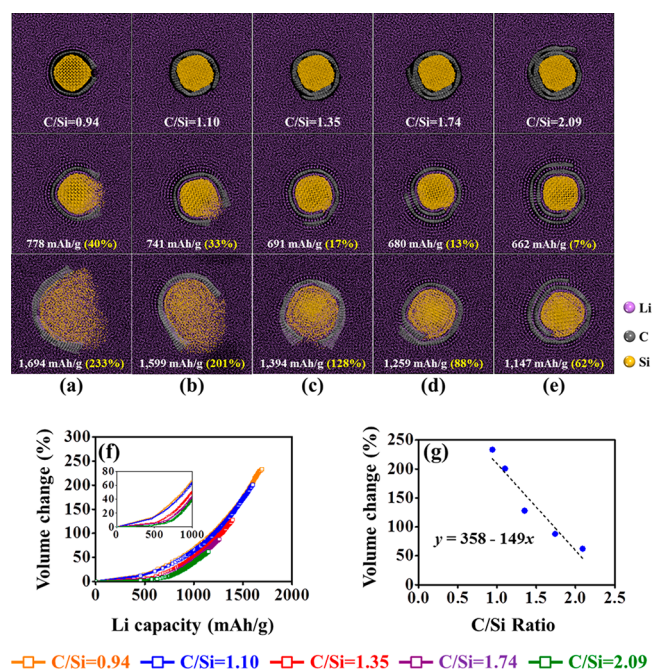 C/Si=0.94 C/Si=1.10 C/Si=1.35 C/Si=1.74 C/Si=2.09
778 mAh/g (40%) 741 mAh/g (33%) 691 mAh/g (17%) 680 mAh/g (13%) 662 mAh/g (7%)
Li
C
Si
1,694 mAh/g (233%) 1,599 mAh/g (201%) 1,394 mAh/g (128%) 1,259 mAh/g (88%) 1,147 mAh/g (62%)
(a) (b) (c) (d) (e)
Volume change (%)
300
250
200
150
100
50
0
(f)
80
60
40
20
0
0 500 1000
0 500 1000 1500 2000
Li capacity (mAh/g)
Volume change (%)
250
200
150
100
50
0
(g)
y = 358 - 149x
0.0 0.5 1.0 1.5 2.0 2.5
C/Si Ratio
C/Si=0.94 C/Si=1.10 C/Si=1.35 C/Si=1.74 C/Si=2.09